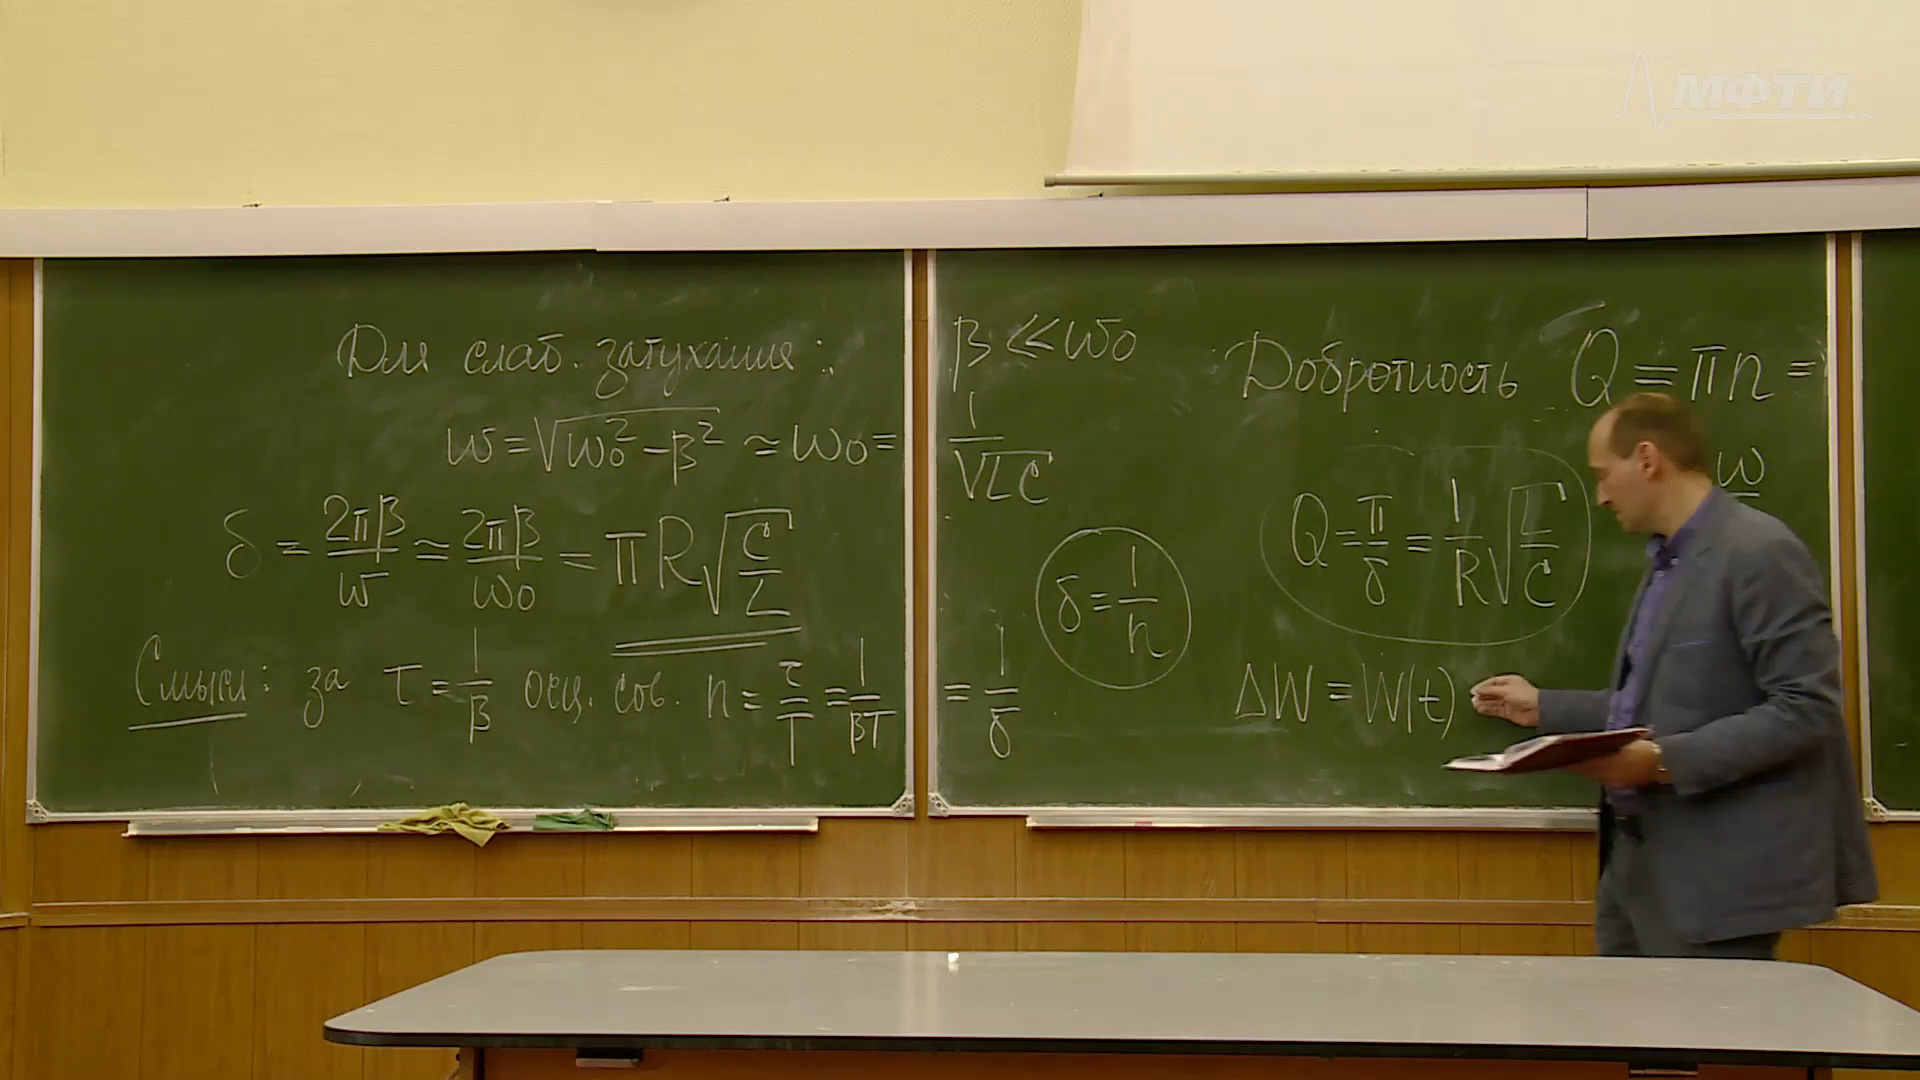 МФТИ
Для слаб. затухания: β ≪ ω₀
ω = √(ω₀² − β²) ≈ ω₀ = 1/√(LC)
δ = 2πβ/ω ≈ 2πβ/ω₀ = πR√(C/L)
Смысл: за τ = 1/β осц. сов. n = τ/T = 1/βT = 1/δ
δ = 1/n
Добротность Q = πn =
ω
Q = π/δ = 1/R √(L/C)
ΔW = W(t)